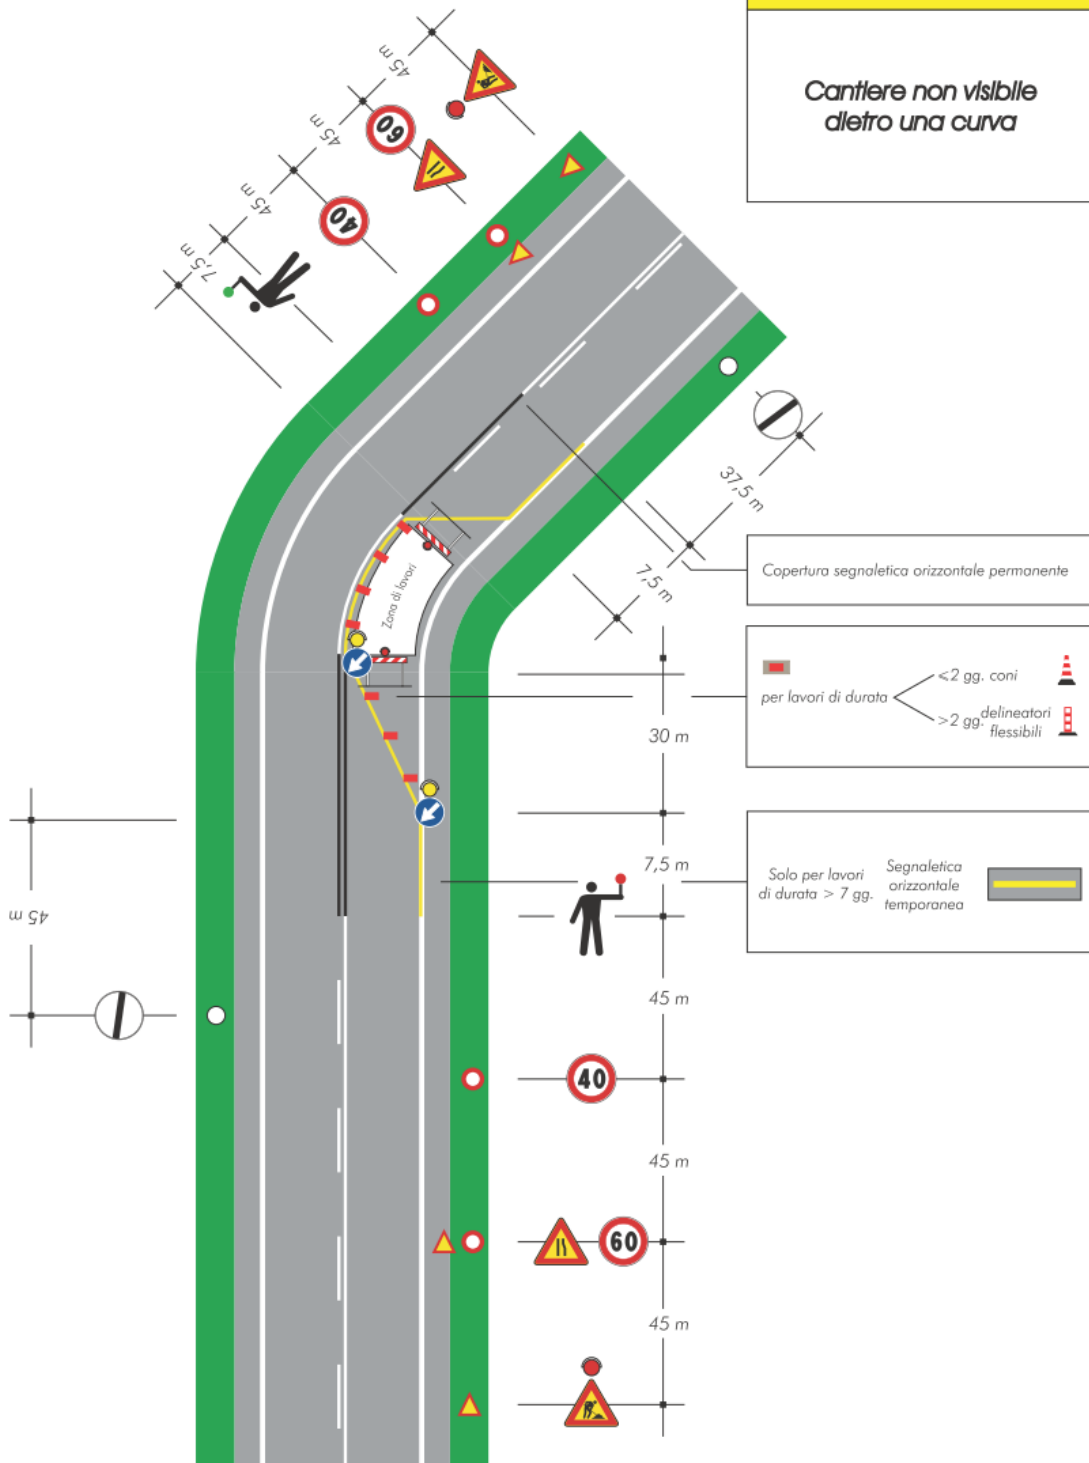 Cantiere non visibile
dietro una curva
45 m
45 m
60
45 m
40
7,5 m
37,5 m
7,5 m
Copertura segnaletica orizzontale permanente
Zona di lavori
per lavori di durata
<2 gg. coni
>2 gg. delineatori
flessibili
30 m
7,5 m
Solo per lavori
di durata > 7 gg.
Segnaletica
orizzontale
temporanea
45 m
45 m
40
45 m
60
45 m